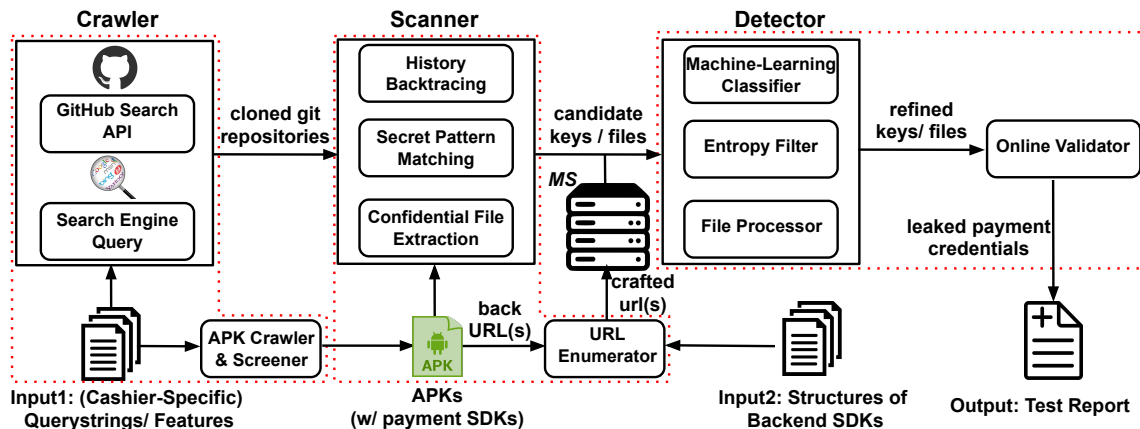 Crawler
Scanner
Detector
GitHub Search
API
Search Engine
Query
cloned git
repositories
History
Backtracing
Secret Pattern
Matching
Confidential File
Extraction
candidate
keys / files
MS
Machine-Learning
Classifier
Entropy Filter
File Processor
refined
keys/ files
Online Validator
leaked payment
credentials
crafted
url(s)
back
URL(s)
APK Crawler
& Screener
APK
URL
Enumerator
Input1: (Cashier-Specific)
Querystrings/ Features
APKs
(w/ payment SDKs)
Input2: Structures of
Backend SDKs
Output: Test Report